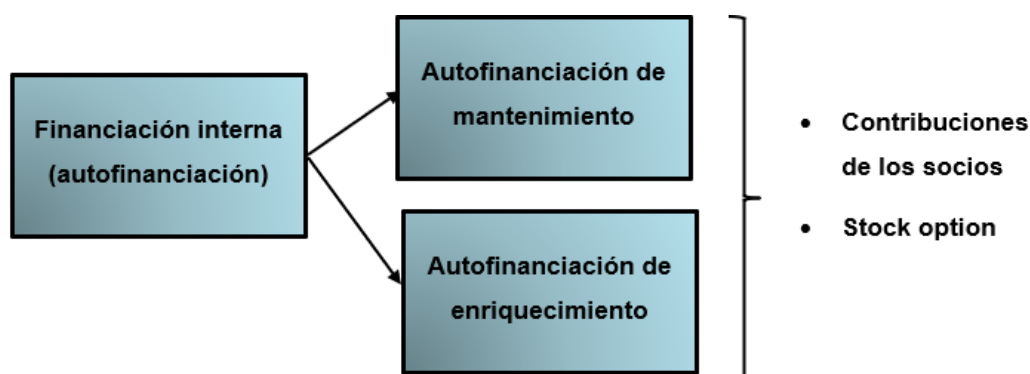 Financiación interna
(autofinanciación)
Autofinanciación de
mantenimiento
Autofinanciación de
enriquecimiento
• Contribuciones
de los socios
• Stock option